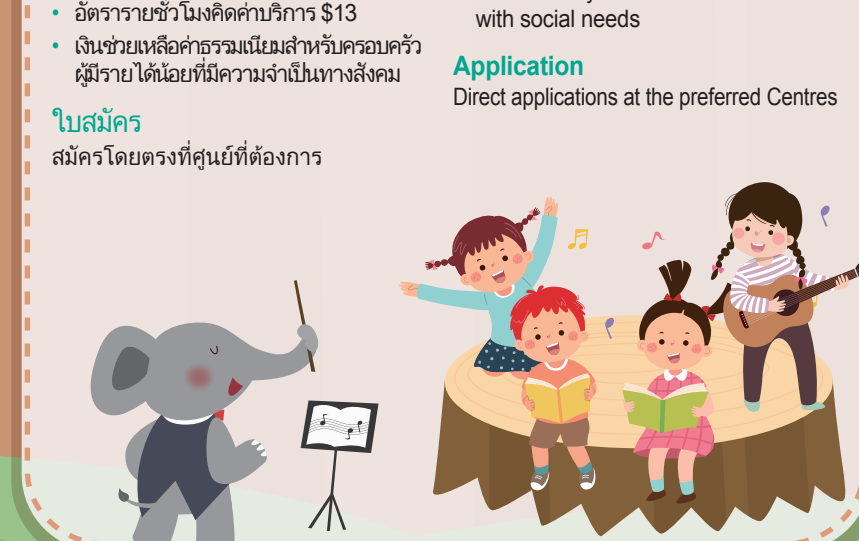 • อัตรารายชั่วโมงคิดค่าบริการ $13
• เงินช่วยเหลือค่าธรรมเนียมสำหรับครอบครัว
ผู้มีรายได้น้อยที่มีความจำเป็นทางสังคม
ใบสมัคร
สมัครโดยตรงที่ศูนย์ที่ต้องการ
with social needs
Application
Direct applications at the preferred Centres